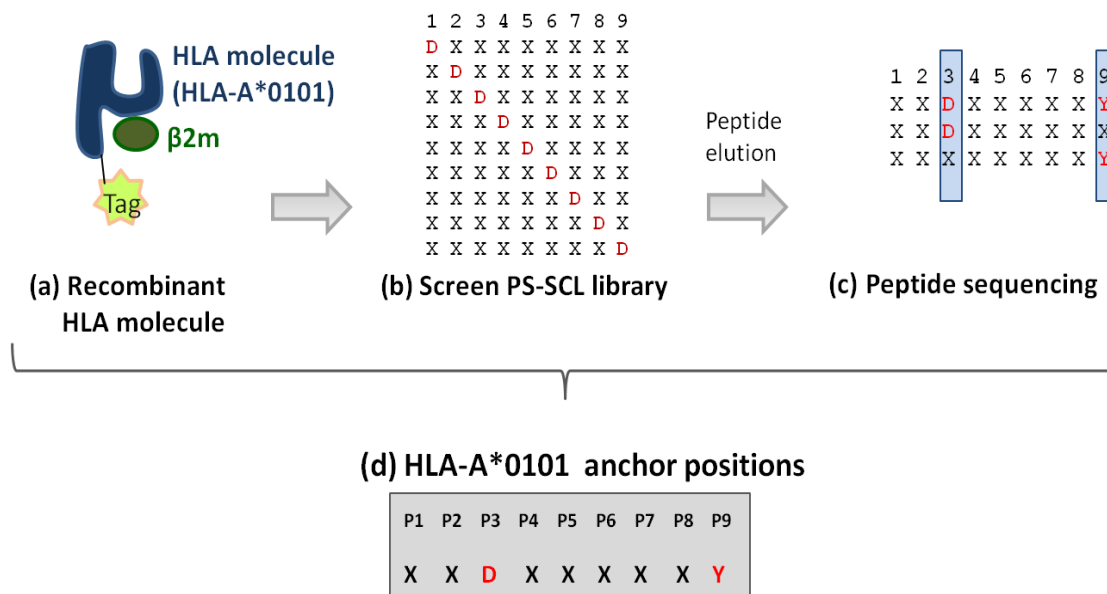 HLA molecule
(HLA-A*0101)
β2m
Tag
(a) Recombinant
HLA molecule
1 2 3 4 5 6 7 8 9
D X X X X X X X X
X D X X X X X X X
X X D X X X X X X
X X X D X X X X X
X X X X D X X X X
X X X X X D X X X
X X X X X X D X X
X X X X X X X D X
X X X X X X X X D
(b) Screen PS-SCL library
Peptide
elution
1 2 3 4 5 6 7 8 9
X X D X X X X X Y
X X D X X X X X X
X X X X X X X X Y
(c) Peptide sequencing
(d) HLA-A*0101 anchor positions
P1 P2 P3 P4 P5 P6 P7 P8 P9
X X D X X X X X Y